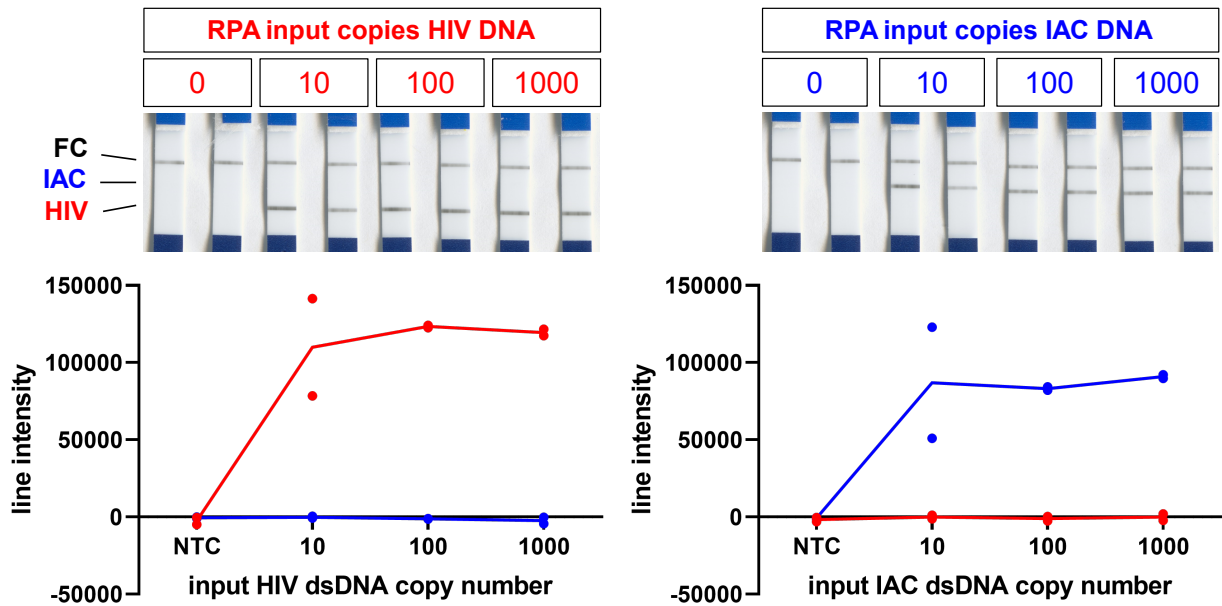 RPA input copies HIV DNA
0 10 100 1000
FC
IAC
HIV
150000
100000
50000
0
-50000
line intensity
NTC 10 100 1000
input HIV dsDNA copy number
RPA input copies IAC DNA
0 10 100 1000
150000
100000
50000
0
-50000
line intensity
NTC 10 100 1000
input IAC dsDNA copy number